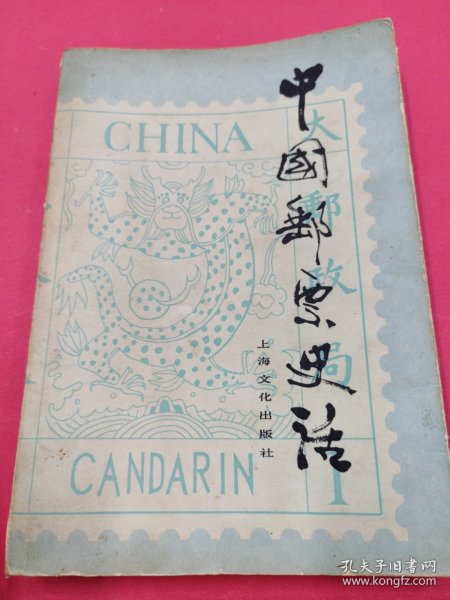 中國郵票史話
上海文化出版社
CHINA
大
郵政局
CANDARIN
1
孔夫子旧书网
www.kongfz.com